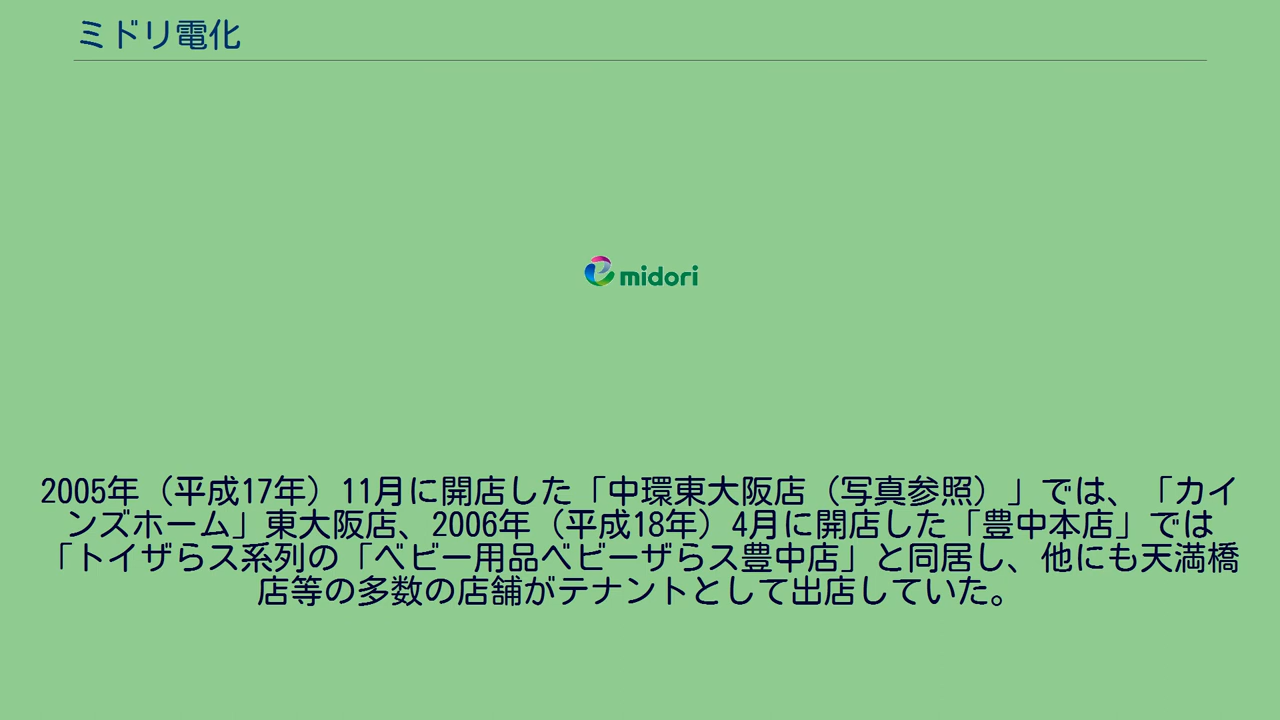 ミドリ電化
midori
2005年（平成17年）11月に開店した「中環東大阪店（写真参照）」では、「カイ
ンズホーム」東大阪店、2006年（平成18年）4月に開店した「豊中本店」では
「トイザらス系列の「ベビー用品ベビーザらス豊中店」と同居し、他にも天満橋
店等の多数の店舗がテナントとして出店していた。